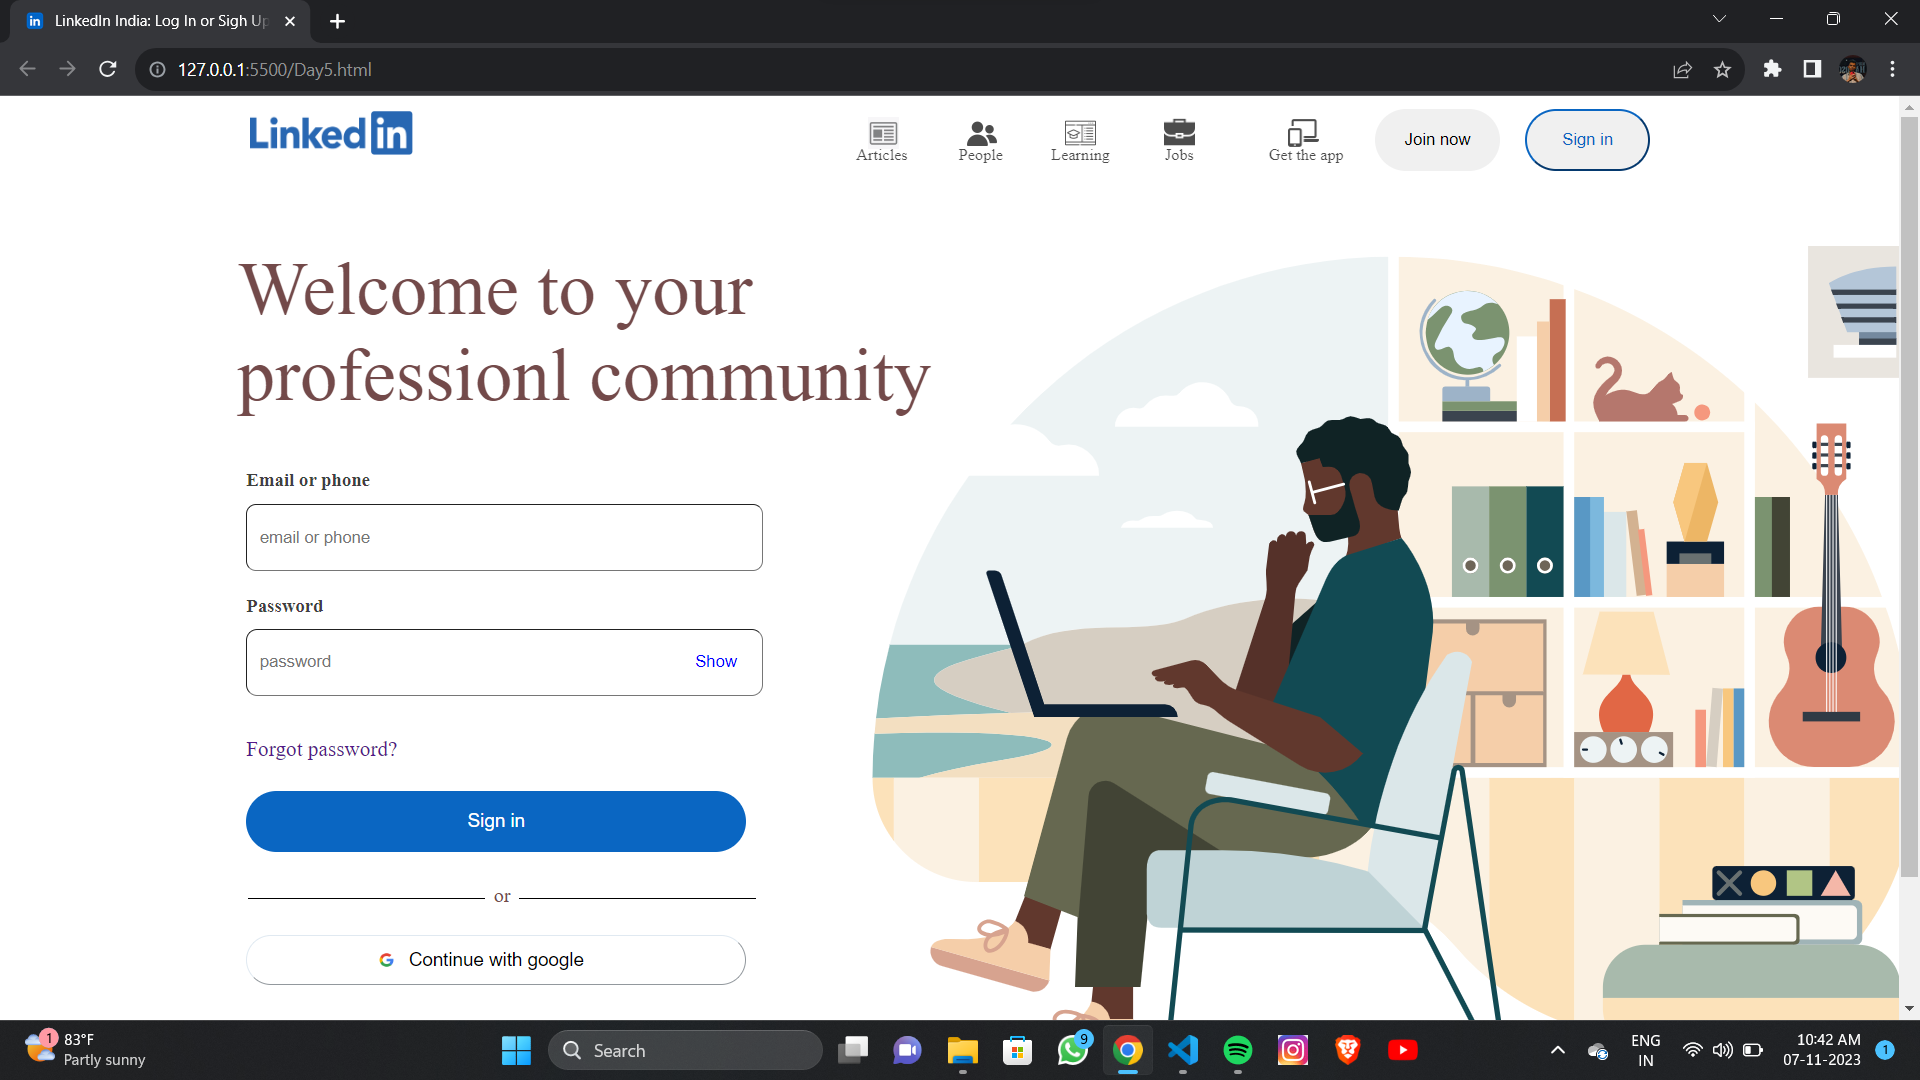 LinkedIn India: Log In or Sigh Up
127.0.0.1:5500/Day5.html
Linked in
Articles
People
Learning
Jobs
Get the app
Join now
Sign in
Welcome to your
professionl community
Email or phone
email or phone
Password
password
Show
Forgot password?
Sign in
or
Continue with google
1
83°F
Partly sunny
Search
9
ENG
IN
10:42 AM
07-11-2023
1